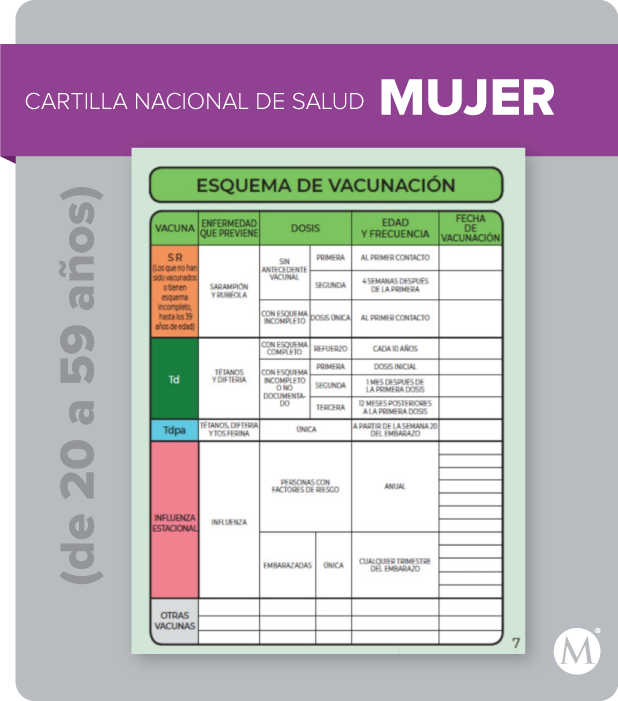 CARTILLA NACIONAL DE SALUD MUJER
(de 20 a 59 años)
ESQUEMA DE VACUNACIÓN
VACUNA
ENFERMEDAD
QUE PREVIENE
DOSIS
EDAD
Y FRECUENCIA
FECHA
DE
VACUNACIÓN
S R
(Los que no han
sido vacunados
o tienen
esquema
incompleto,
hasta los 39
años de edad)
SARAMPIÓN
Y RUBÉOLA
SIN
ANTECEDENTE
VACUNAL
PRIMERA
AL PRIMER CONTACTO
SEGUNDA
4 SEMANAS DESPUÉS
DE LA PRIMERA
CON ESQUEMA
INCOMPLETO
DOSIS ÚNICA
AL PRIMER CONTACTO
Td
TÉTANOS
Y DIFTERIA
CON ESQUEMA
COMPLETO
REFUERZO
CADA 10 AÑOS
CON ESQUEMA
INCOMPLETO
O NO
DOCUMENTA-
DO
PRIMERA
DOSIS INICIAL
SEGUNDA
1 MES DESPUÉS DE
LA PRIMERA DOSIS
TERCERA
12 MESES POSTERIORES
A LA PRIMERA DOSIS
Tdpa
TÉTANOS, DIFTERIA
Y TOS FERINA
ÚNICA
A PARTIR DE LA SEMANA 20
DEL EMBARAZO
INFLUENZA
ESTACIONAL
INFLUENZA
PERSONAS CON
FACTORES DE RIESGO
ANUAL
EMBARAZADAS
ÚNICA
CUALQUIER TRIMESTRE
DEL EMBARAZO
OTRAS
VACUNAS
7
M®